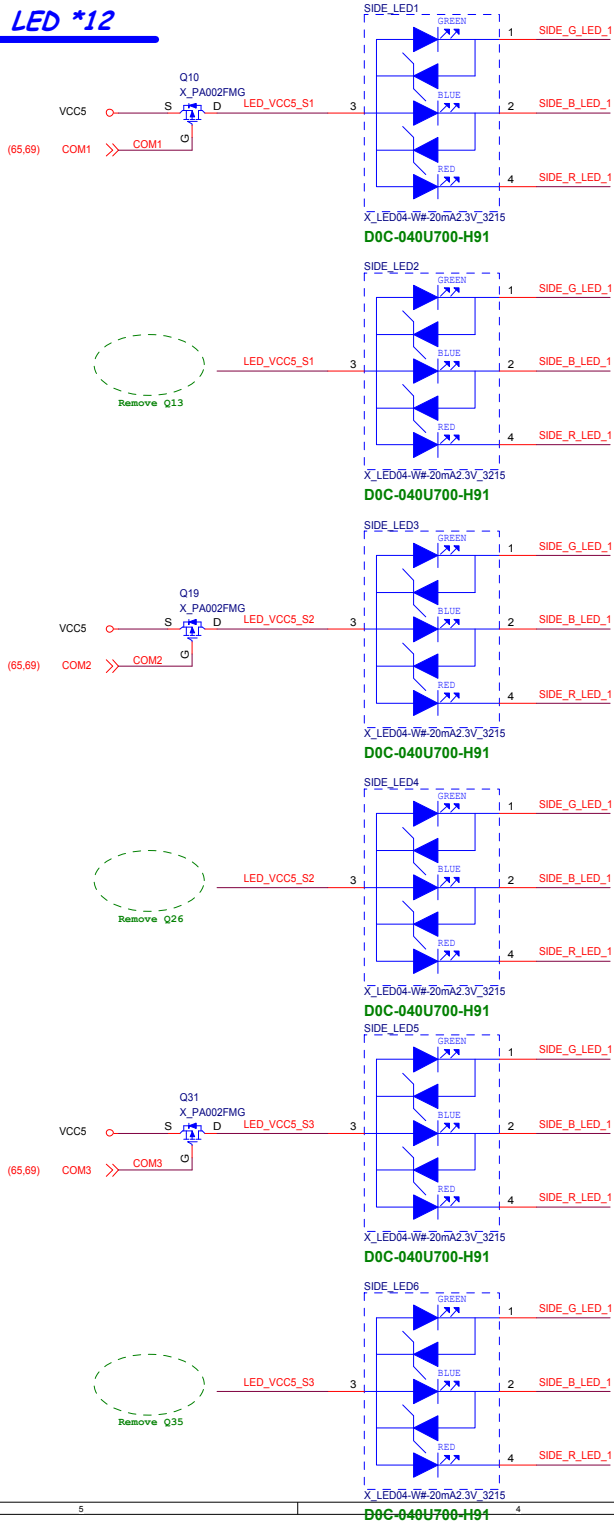 LED *12
SIDE_LED1
GREEN
1 SIDE_G_LED_1
Q10
X_PA002FMG
VCC5 S D LED_VCC5_S1 3
BLUE
2 SIDE_B_LED_1
G
(65,69) COM1 COM1
RED
4 SIDE_R_LED_1
X_LED04-W#-20mA2.3V_3215
D0C-040U700-H91
SIDE_LED2
GREEN
1 SIDE_G_LED_1
LED_VCC5_S1 3
BLUE
2 SIDE_B_LED_1
Remove Q13
RED
4 SIDE_R_LED_1
X_LED04-W#-20mA2.3V_3215
D0C-040U700-H91
SIDE_LED3
GREEN
1 SIDE_G_LED_1
Q19
X_PA002FMG
VCC5 S D LED_VCC5_S2 3
BLUE
2 SIDE_B_LED_1
G
(65,69) COM2 COM2
RED
4 SIDE_R_LED_1
X_LED04-W#-20mA2.3V_3215
D0C-040U700-H91
SIDE_LED4
GREEN
1 SIDE_G_LED_1
LED_VCC5_S2 3
BLUE
2 SIDE_B_LED_1
Remove Q26
RED
4 SIDE_R_LED_1
X_LED04-W#-20mA2.3V_3215
D0C-040U700-H91
SIDE_LED5
GREEN
1 SIDE_G_LED_1
Q31
X_PA002FMG
VCC5 S D LED_VCC5_S3 3
BLUE
2 SIDE_B_LED_1
G
(65,69) COM3 COM3
RED
4 SIDE_R_LED_1
X_LED04-W#-20mA2.3V_3215
D0C-040U700-H91
SIDE_LED6
GREEN
1 SIDE_G_LED_1
LED_VCC5_S3 3
BLUE
2 SIDE_B_LED_1
Remove Q35
RED
4 SIDE_R_LED_1
X_LED04-W#-20mA2.3V_3215
5 4
D0C-040U700-H91